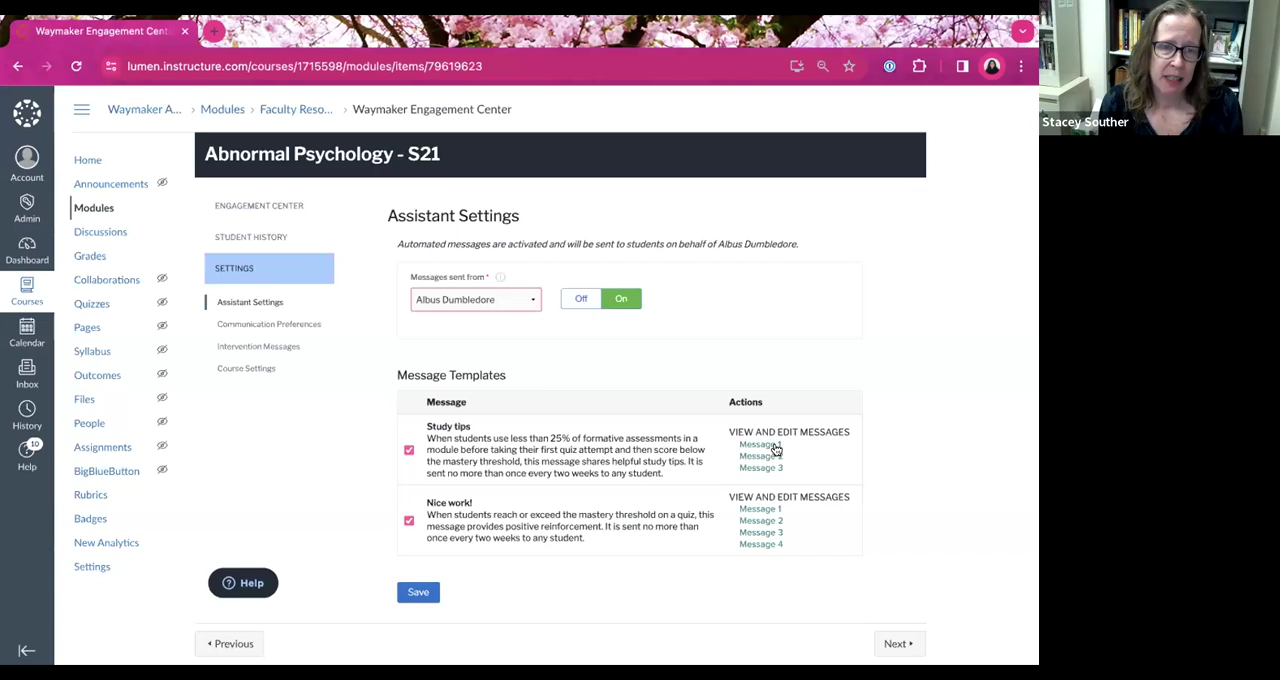 Waymaker Engagement Cent
lumen.instructure.com/courses/1715598/modules/items/79619623
Stacey Souther
Waymaker A... > Modules > Faculty Reso... > Waymaker Engagement Center
Account
Admin
Dashboard
Courses
Calendar
Inbox
History
10
Help
Home
Announcements
Modules
Discussions
Grades
Collaborations
Quizzes
Pages
Syllabus
Outcomes
Files
People
Assignments
BigBlueButton
Rubrics
Badges
New Analytics
Settings
Abnormal Psychology - S21
ENGAGEMENT CENTER
STUDENT HISTORY
SETTINGS
Assistant Settings
Communication Preferences
Intervention Messages
Course Settings
Assistant Settings
Automated messages are activated and will be sent to students on behalf of Albus Dumbledore.
Messages sent from *
Albus Dumbledore
Off On
Message Templates
Message Actions
Study tips
When students use less than 25% of formative assessments in a
module before taking their first quiz attempt and then score below
the mastery threshold, this message shares helpful study tips. It is
sent no more than once every two weeks to any student.
VIEW AND EDIT MESSAGES
Message 1
Message 2
Message 3
Nice work!
When students reach or exceed the mastery threshold on a quiz, this
message provides positive reinforcement. It is sent no more than
once every two weeks to any student.
VIEW AND EDIT MESSAGES
Message 1
Message 2
Message 3
Message 4
Help
Save
Previous
Next